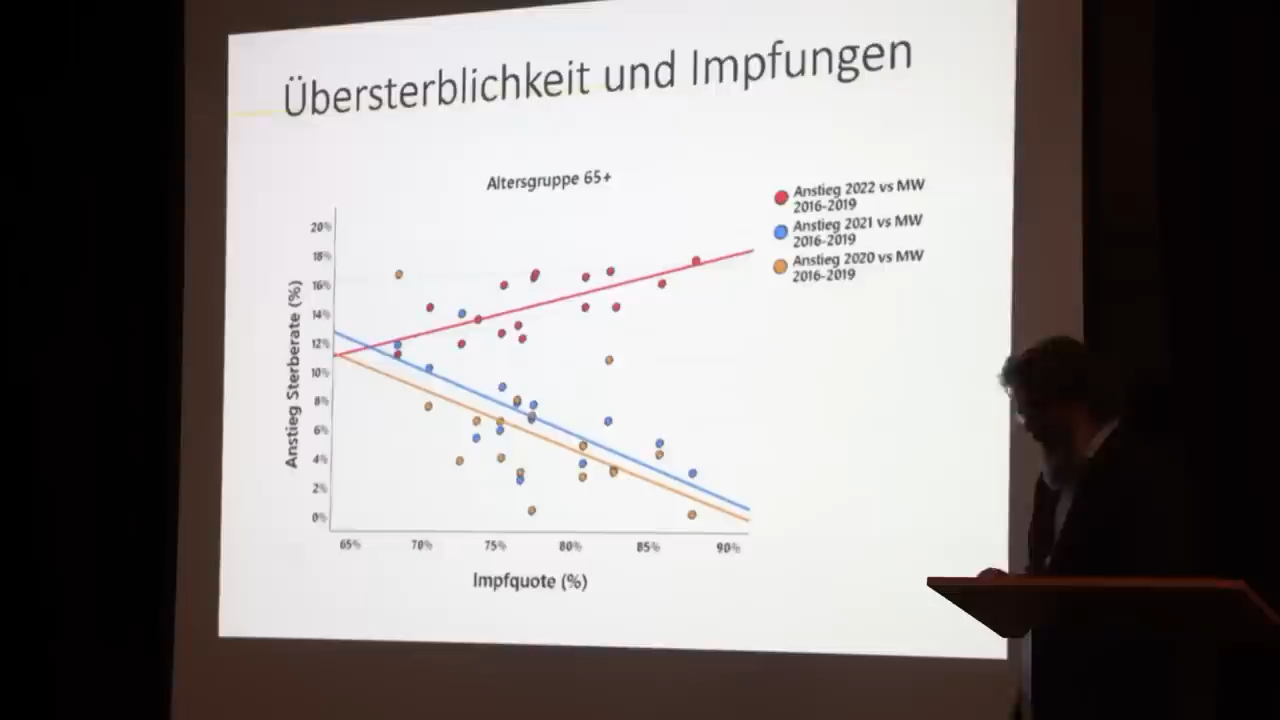 Übersterblichkeit und Impfungen
Altersgruppe 65+
Anstieg 2022 vs MW
2016-2019
Anstieg 2021 vs MW
2016-2019
Anstieg 2020 vs MW
2016-2019
Anstieg Sterberate (%)
20%
18%
16%
14%
12%
10%
8%
6%
4%
2%
0%
65% 70% 75% 80% 85% 90%
Impfquote (%)